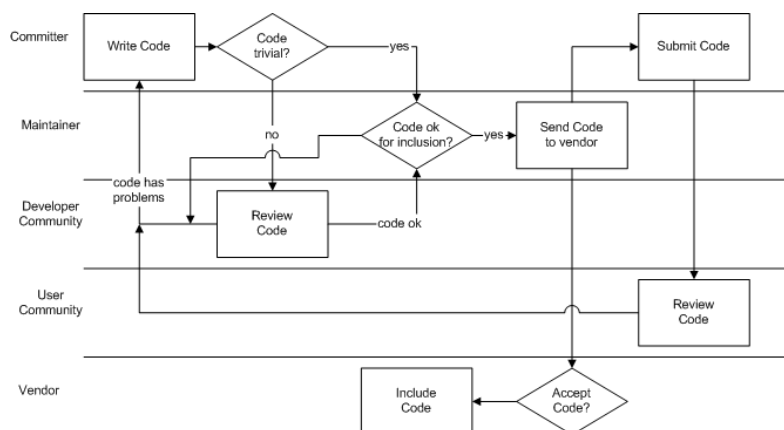 Committer
Write Code
Code
trivial?
yes
Submit Code
Maintainer
no
Code ok
for inclusion?
yes
Send Code
to vendor
code has
problems
Developer
Community
Review
Code
code ok
User
Community
Review
Code
Vendor
Include
Code
Accept
Code?